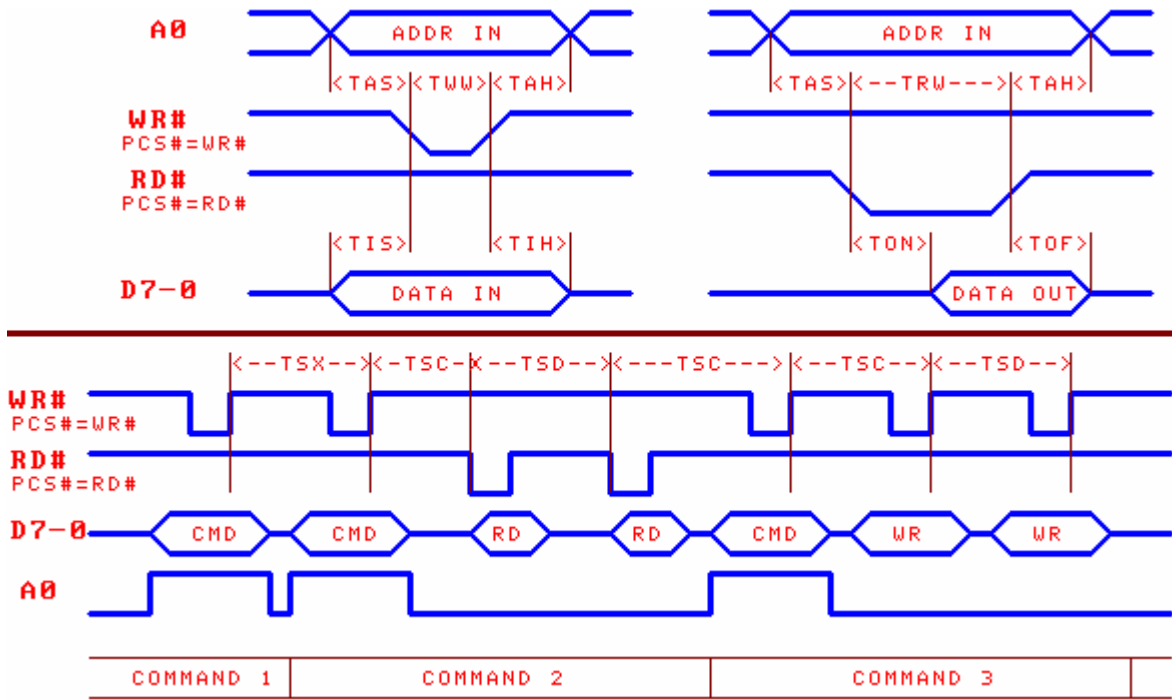 A0 ADDR IN ADDR IN
<TAS><TWW><TAH> <TAS><--TRW---><TAH>
WR#
PCS#=WR#
RD#
PCS#=RD#
<TIS> <TIH> <TON> <TOF>
D7-0 DATA IN DATA OUT
<--TSX--><-TSC-X--TSD--><---TSC---><--TSC--><--TSD-->
WR#
PCS#=WR#
RD#
PCS#=RD#
D7-0 CMD CMD RD RD CMD WR WR
A0
COMMAND 1 COMMAND 2 COMMAND 3